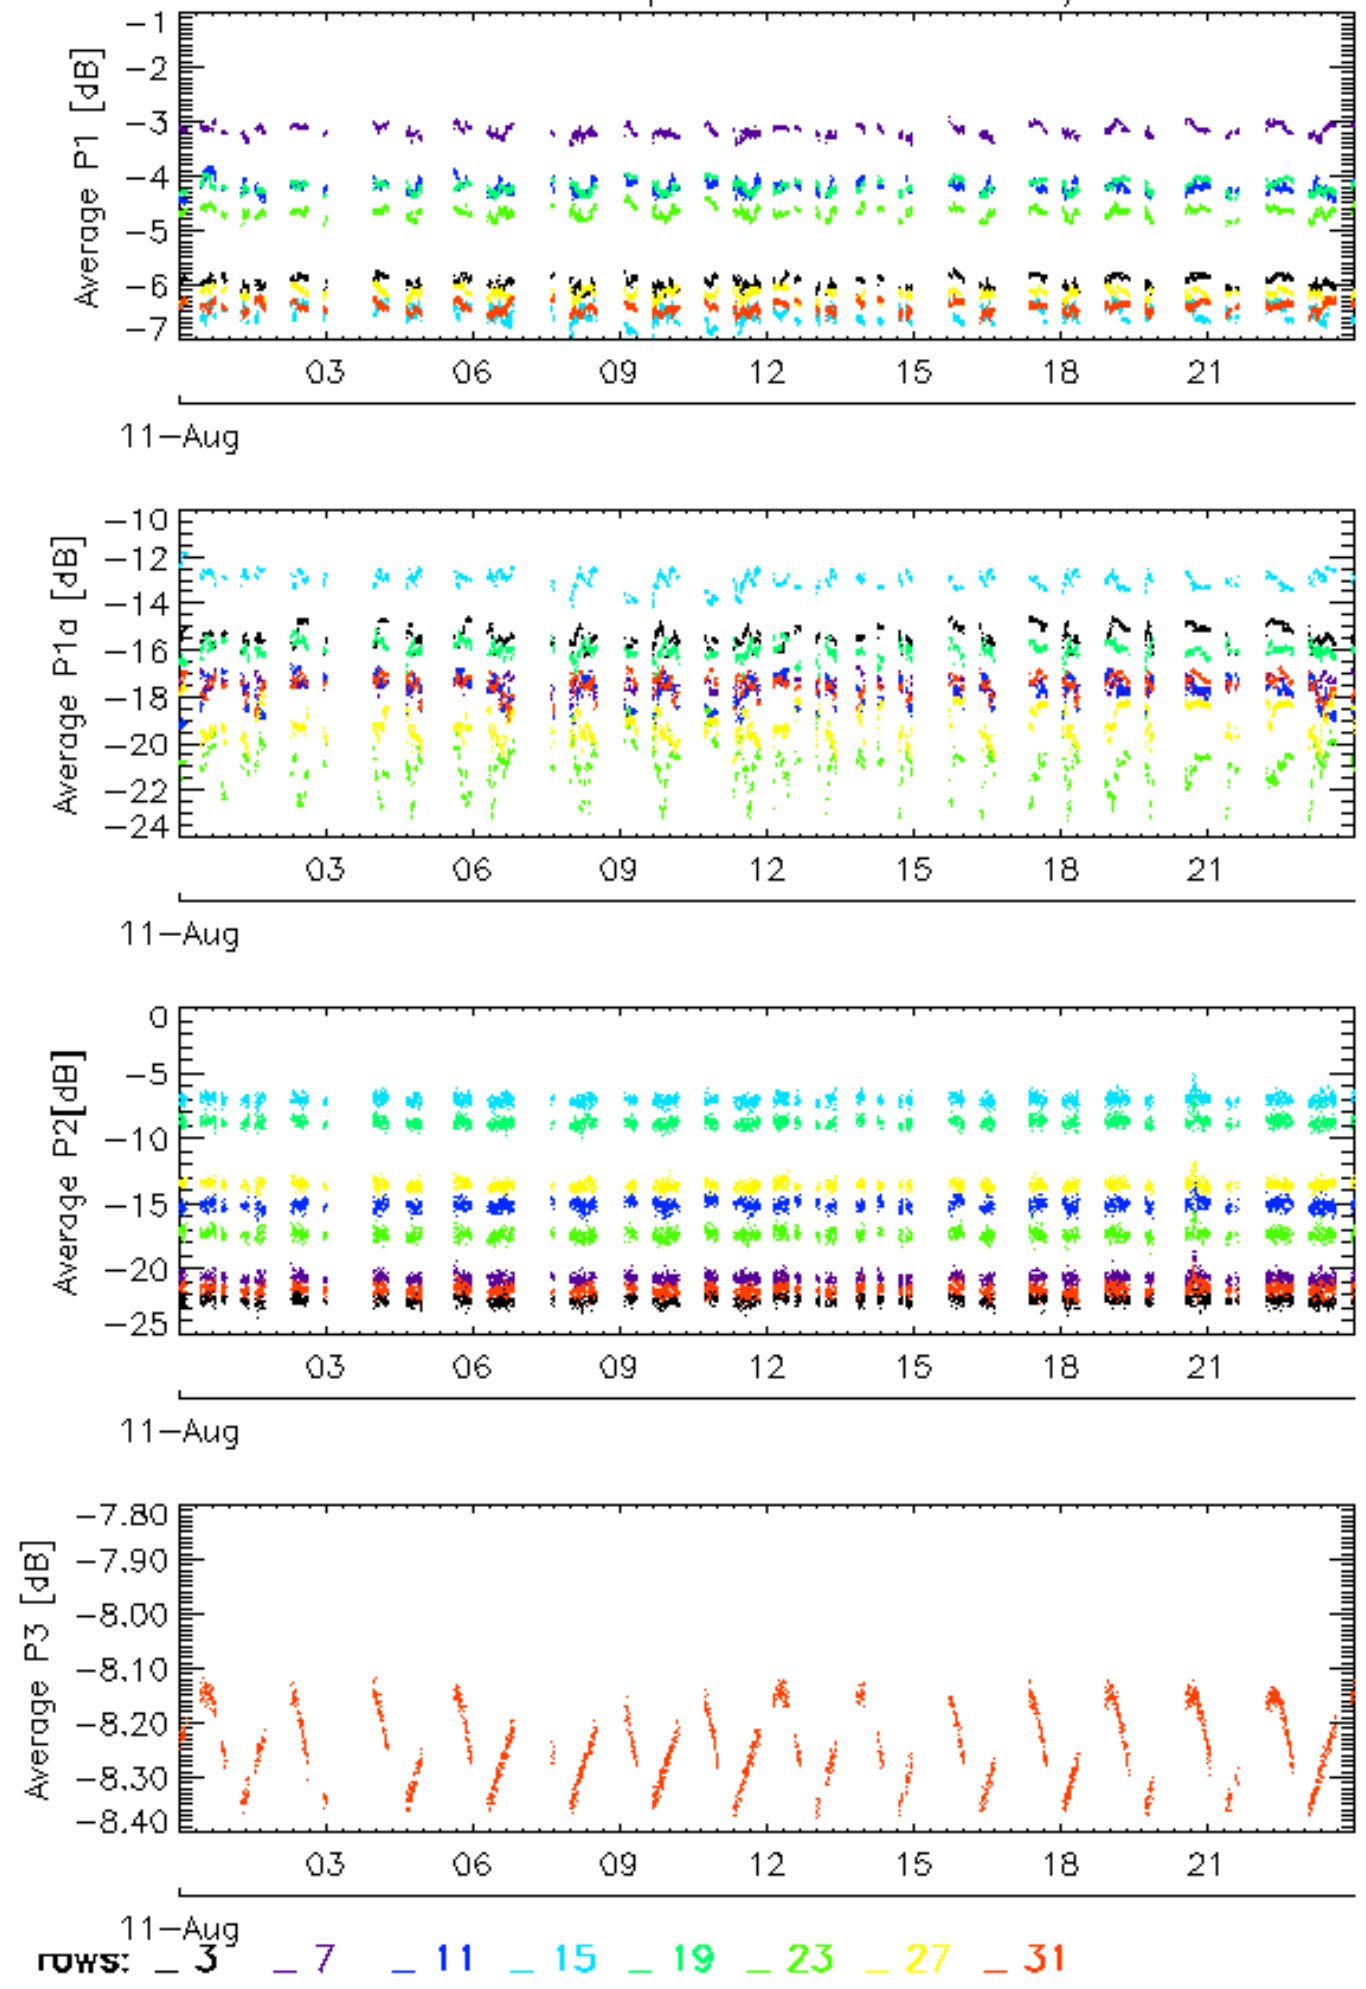 Average P1 [dB]
-1
-2
-3
-4
-5
-6
-7
03 06 09 12 15 18 21
11-Aug
Average P1a [dB]
-10
-12
-14
-16
-18
-20
-22
-24
03 06 09 12 15 18 21
11-Aug
Average P2[dB]
0
-5
-10
-15
-20
-25
03 06 09 12 15 18 21
11-Aug
Average P3 [dB]
-7.80
-7.90
-8.00
-8.10
-8.20
-8.30
-8.40
03 06 09 12 15 18 21
11-Aug
rows: _ 3 _ 7 _ 11 _ 15 _ 19 _ 23 _ 27 _ 31